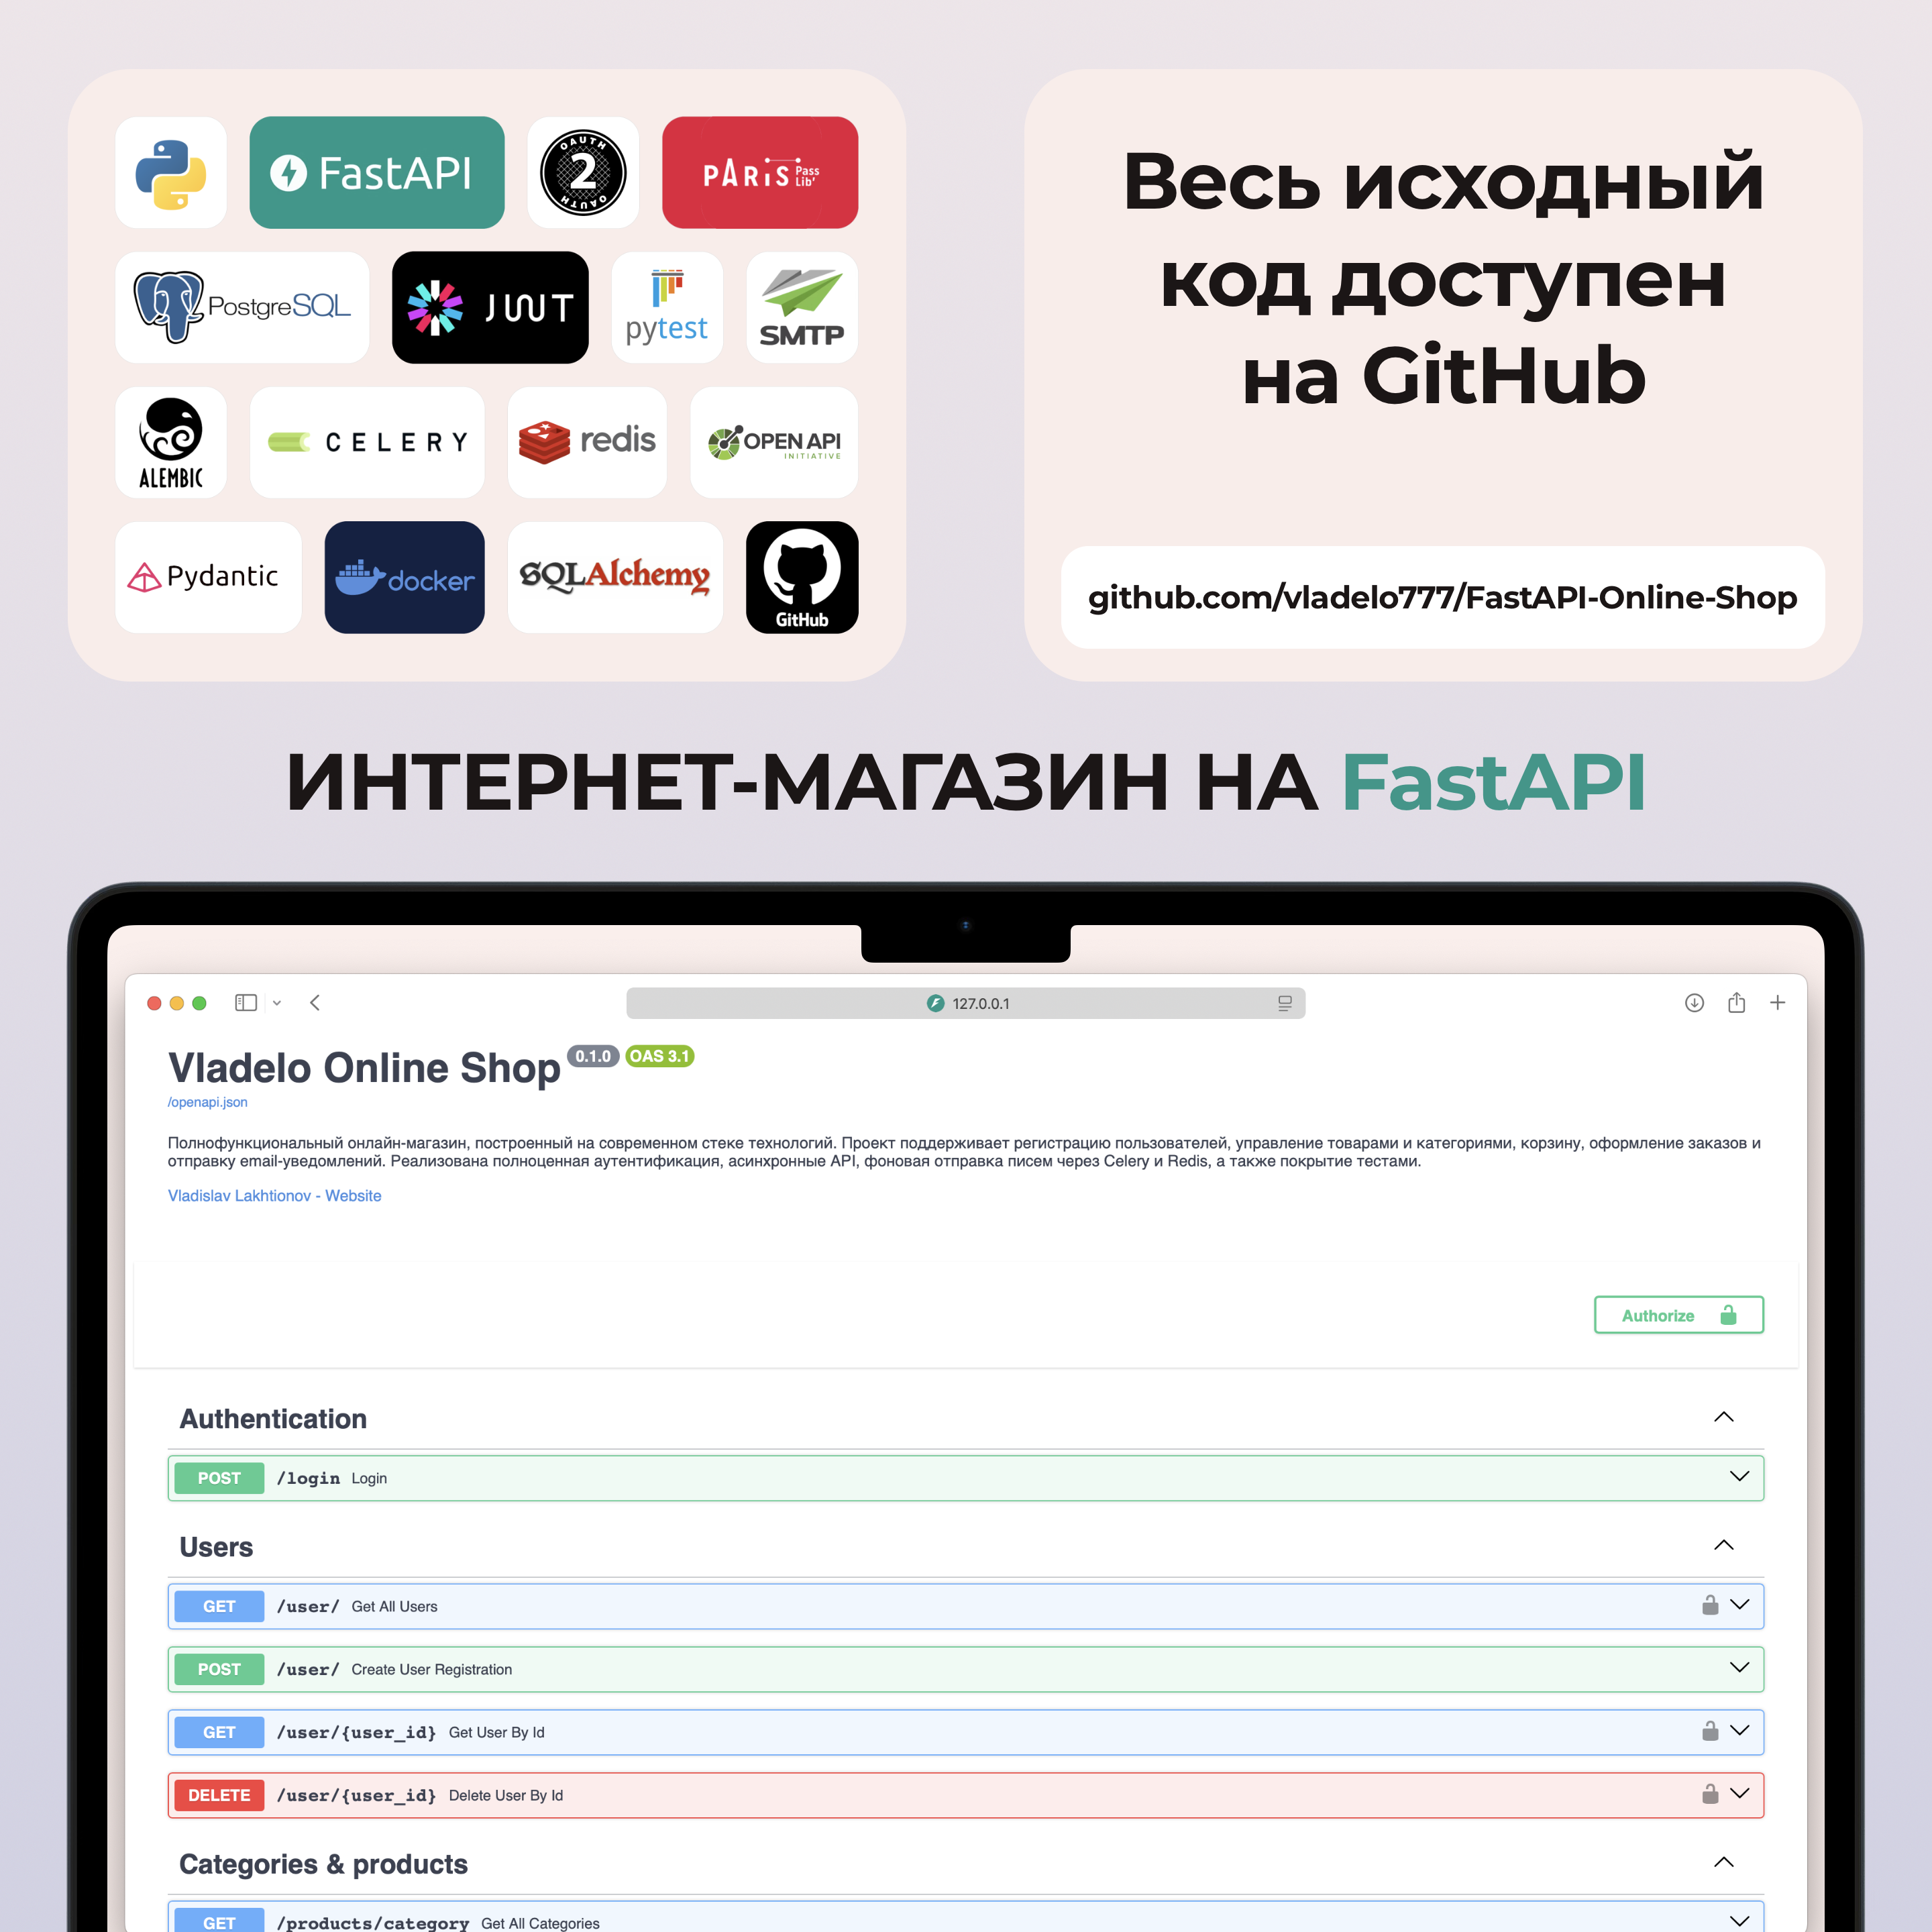 FastAPI
OAUTH
2
OAUTH
PARiS Pass Lib'
PostgreSQL
JWT
pytest
SMTP
ALEMBIC
CELERY
redis
OPEN API
INITIATIVE
Pydantic
docker
SQLAlchemy
GitHub
Весь исходный
код доступен
на GitHub
github.com/vladelo777/FastAPI-Online-Shop
ИНТЕРНЕТ-МАГАЗИН НА FastAPI
127.0.0.1
Vladelo Online Shop 0.1.0 OAS 3.1
/openapi.json
Полнофункциональный онлайн-магазин, построенный на современном стеке технологий. Проект поддерживает регистрацию пользователей, управление товарами и категориями, корзину, оформление заказов и
отправку email-уведомлений. Реализована полноценная аутентификация, асинхронные API, фоновая отправка писем через Celery и Redis, а также покрытие тестами.
Vladislav Lakhtionov - Website
Authorize
Authentication
POST /login Login
Users
GET /user/ Get All Users
POST /user/ Create User Registration
GET /user/{user_id} Get User By Id
DELETE /user/{user_id} Delete User By Id
Categories & products
GET /products/category Get All Categories